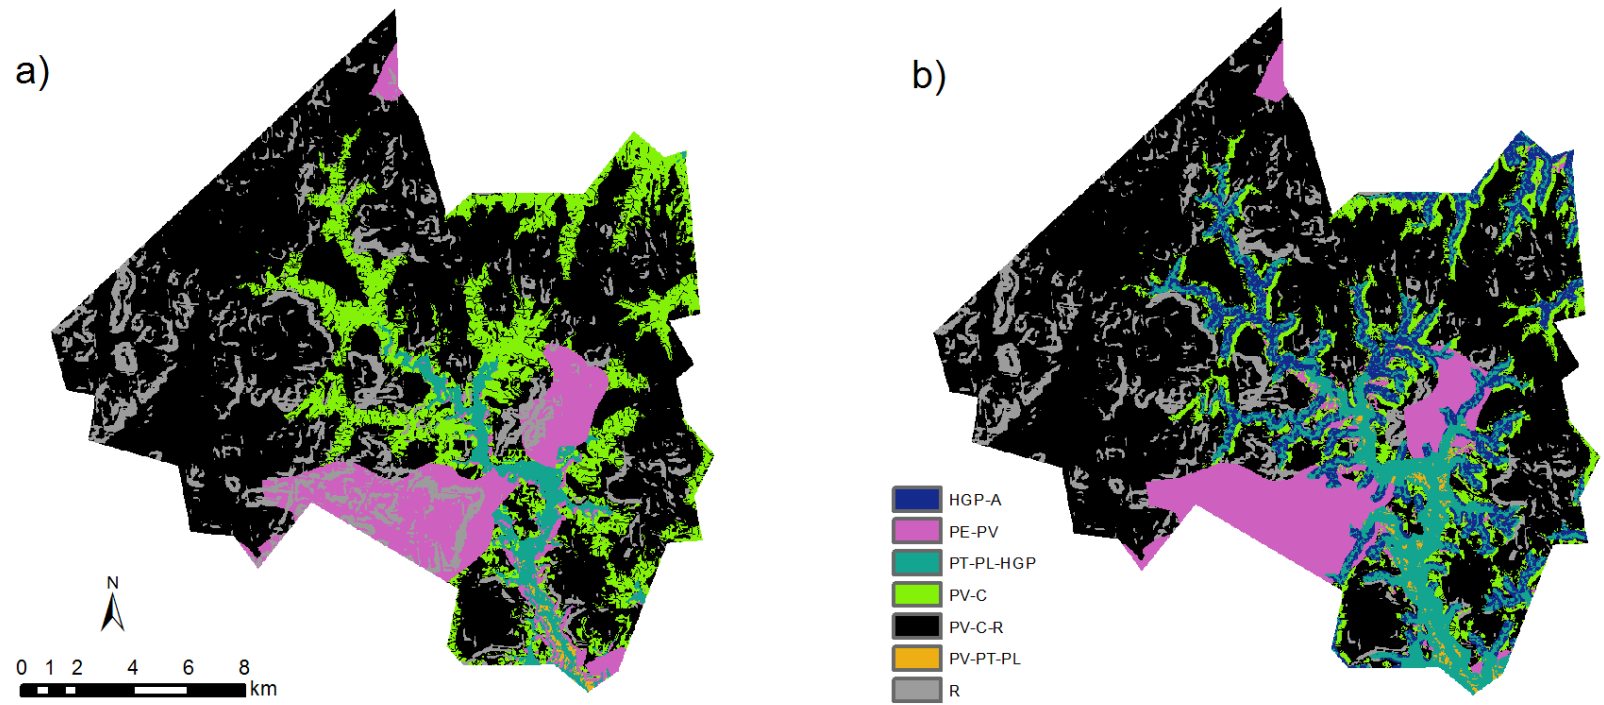 a)
b)
HGP-A
PE-PV
PT-PL-HGP
PV-C
PV-C-R
PV-PT-PL
R
N
0 1 2 4 6 8
km